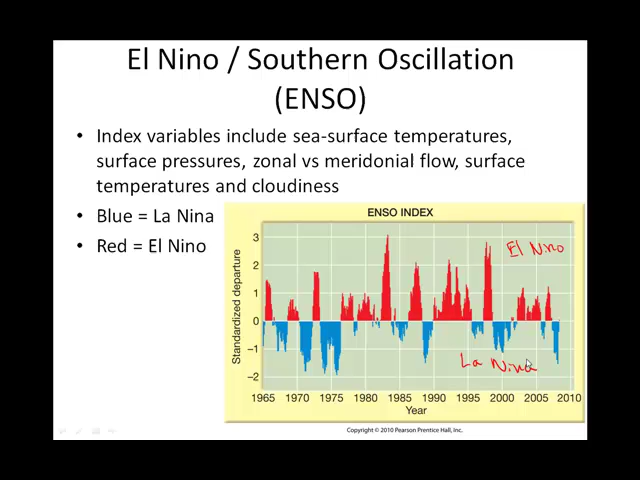 El Nino / Southern Oscillation
(ENSO)
• Index variables include sea-surface temperatures,
surface pressures, zonal vs meridonial flow, surface
temperatures and cloudiness
• Blue = La Nina
• Red = El Nino
ENSO INDEX
Standardized departure
3
2
1
0
−1
−2
El Nino
La Nina
1965 1970 1975 1980 1985 1990 1995 2000 2005 2010
Year
Copyright © 2010 Pearson Prentice Hall, Inc.